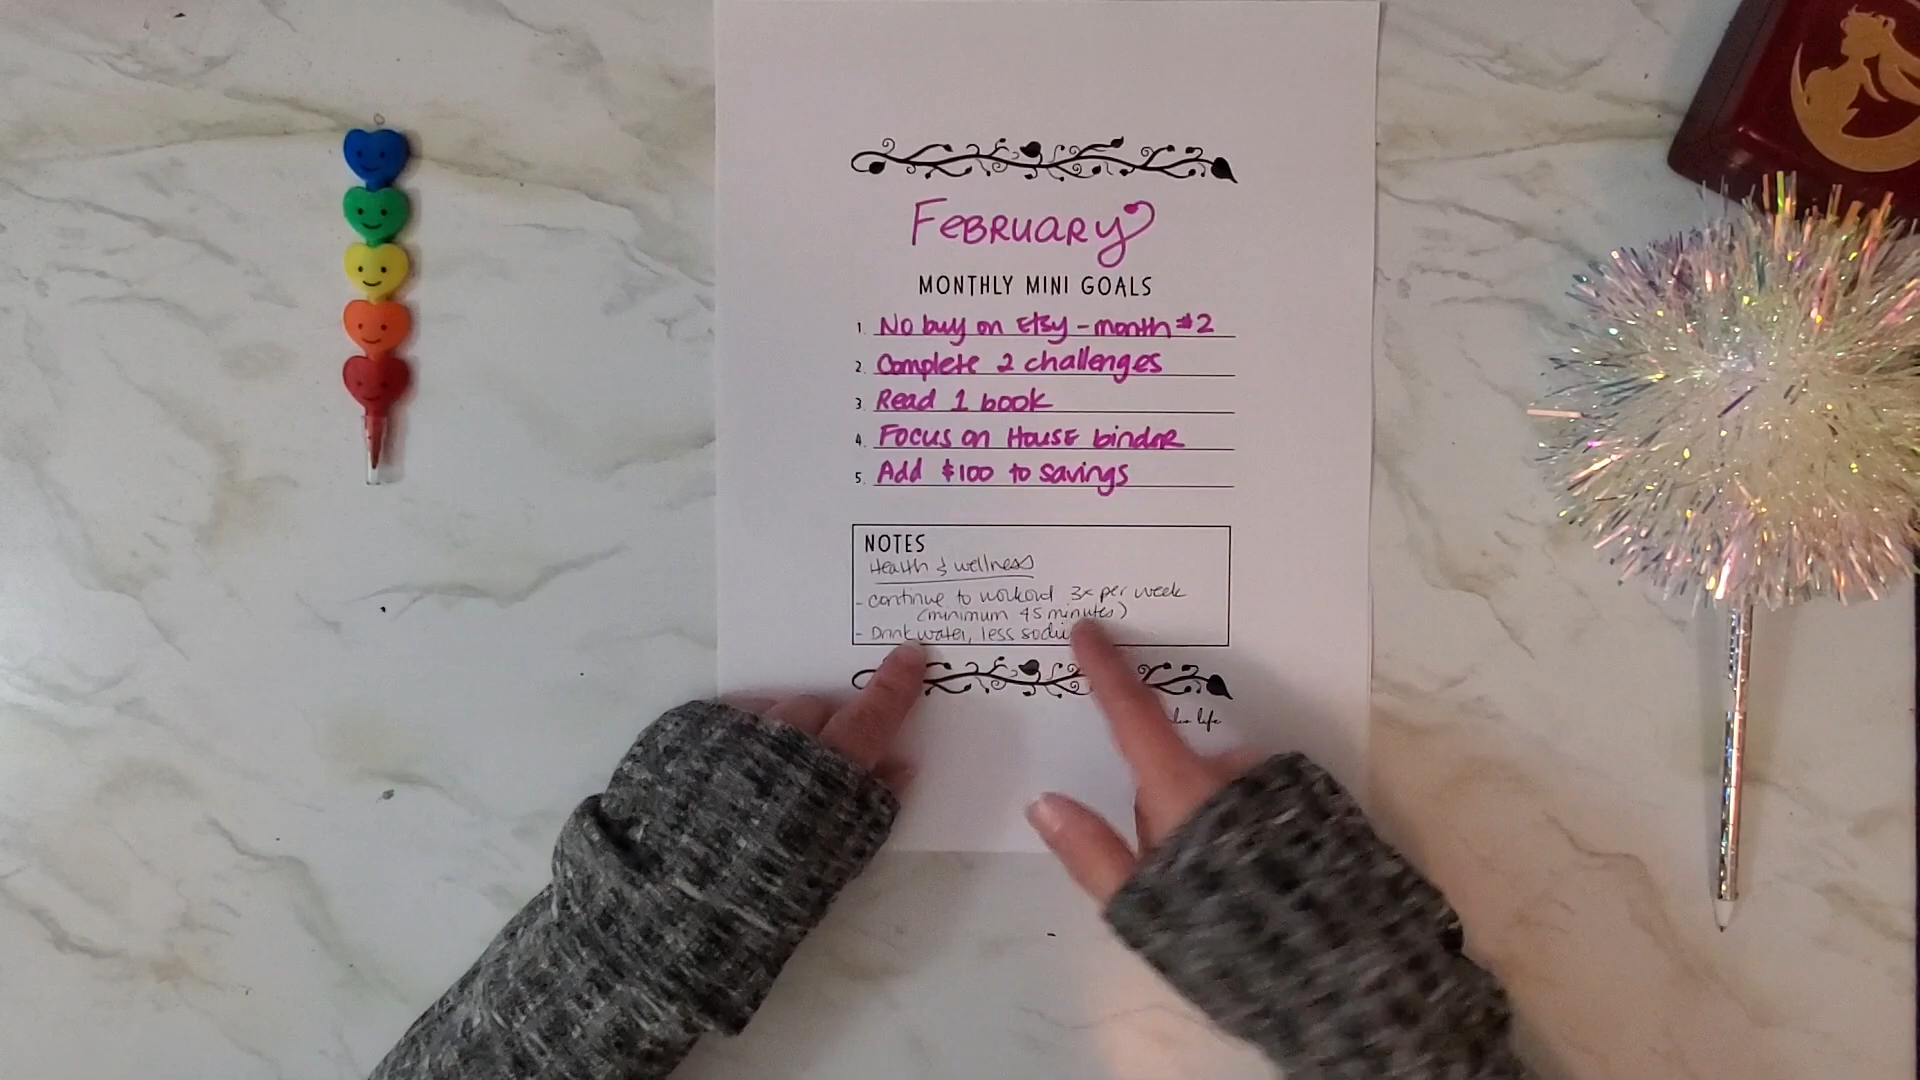 February
MONTHLY MINI GOALS
1. No buy on Etsy - month #2
2. Complete 2 challenges
3. Read 1 book
4. Focus on House binder
5. Add $100 to savings
NOTES
Health & wellness
- continue to workout 3x per week
(minimum 45 minutes)
- Drink water, less
life